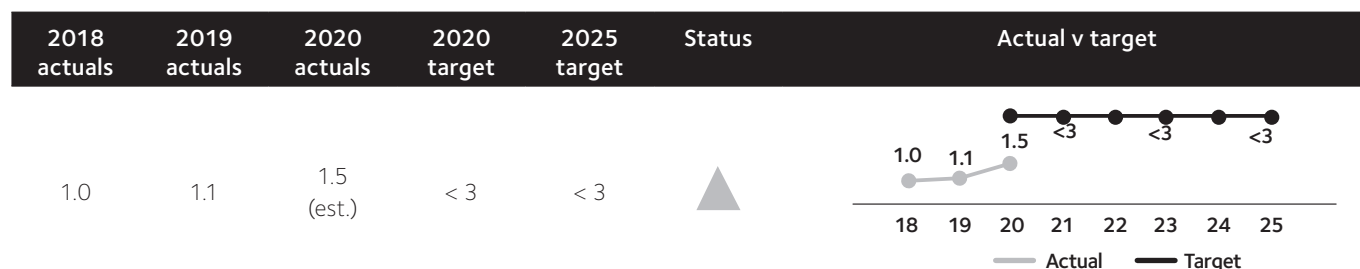 2018 actuals
2019 actuals
2020 actuals
2020 target
2025 target
Status
Actual v target
1.0
1.1
1.5 (est.)
< 3
< 3
1.0
1.1
1.5
<3
<3
<3
18 19 20 21 22 23 24 25
Actual Target